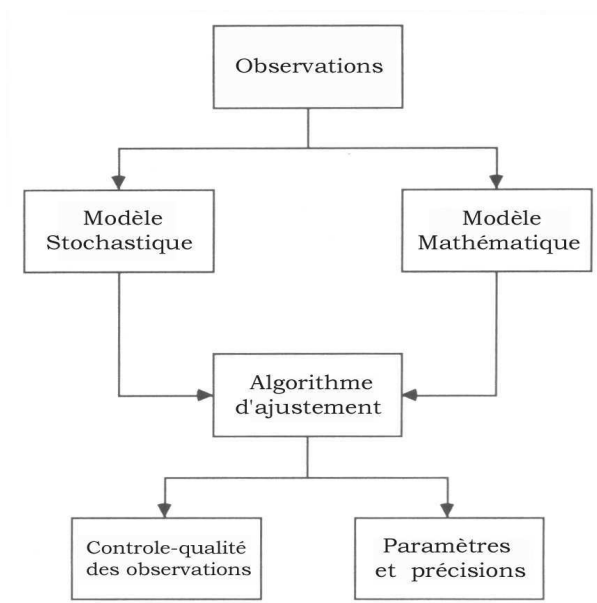 Observations
Modèle
Stochastique
Modèle
Mathématique
Algorithme
d'ajustement
Controle-qualité
des observations
Paramètres
et précisions